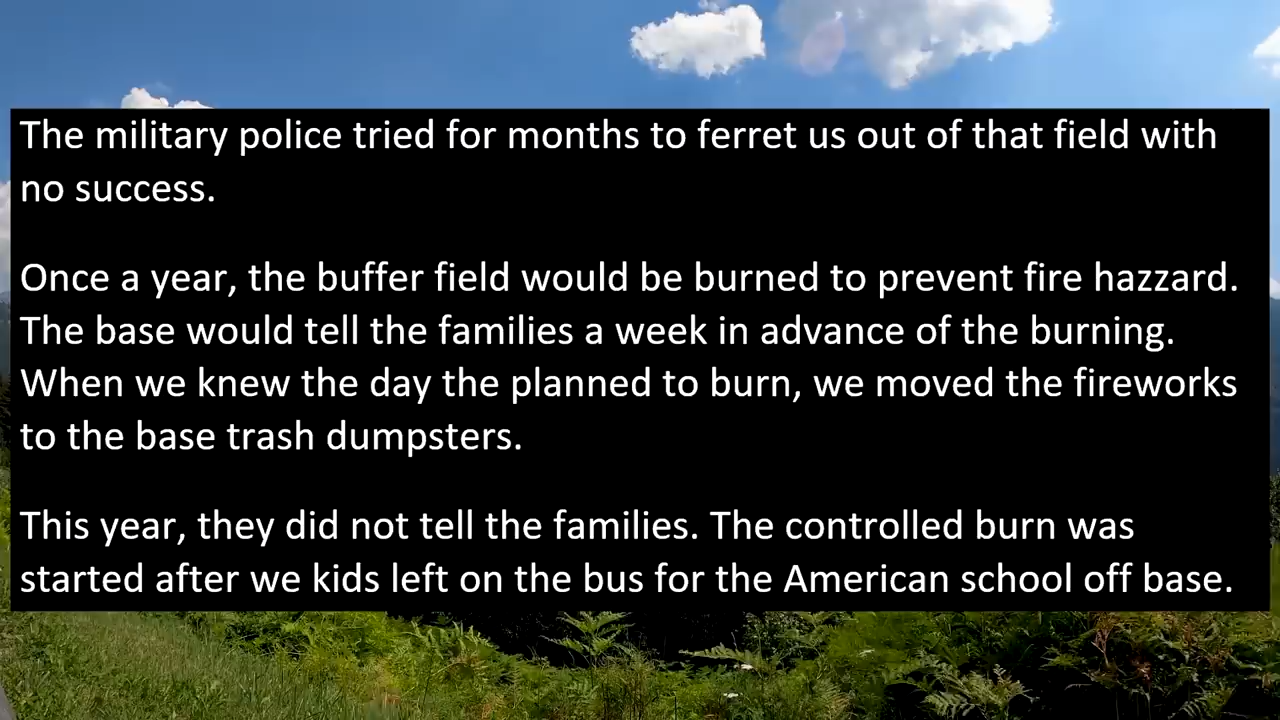 The military police tried for months to ferret us out of that field with
no success.
Once a year, the buffer field would be burned to prevent fire hazzard.
The base would tell the families a week in advance of the burning.
When we knew the day the planned to burn, we moved the fireworks
to the base trash dumpsters.
This year, they did not tell the families. The controlled burn was
started after we kids left on the bus for the American school off base.